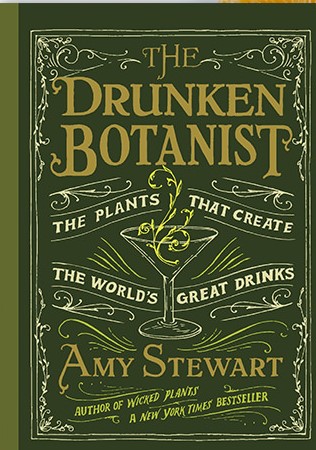 THE
DRUNKEN
BOTANIST
THE PLANTS THAT CREATE
THE WORLD'S GREAT DRINKS
AMY STEWART
AUTHOR OF WICKED PLANTS
A NEW YORK TIMES BESTSELLER